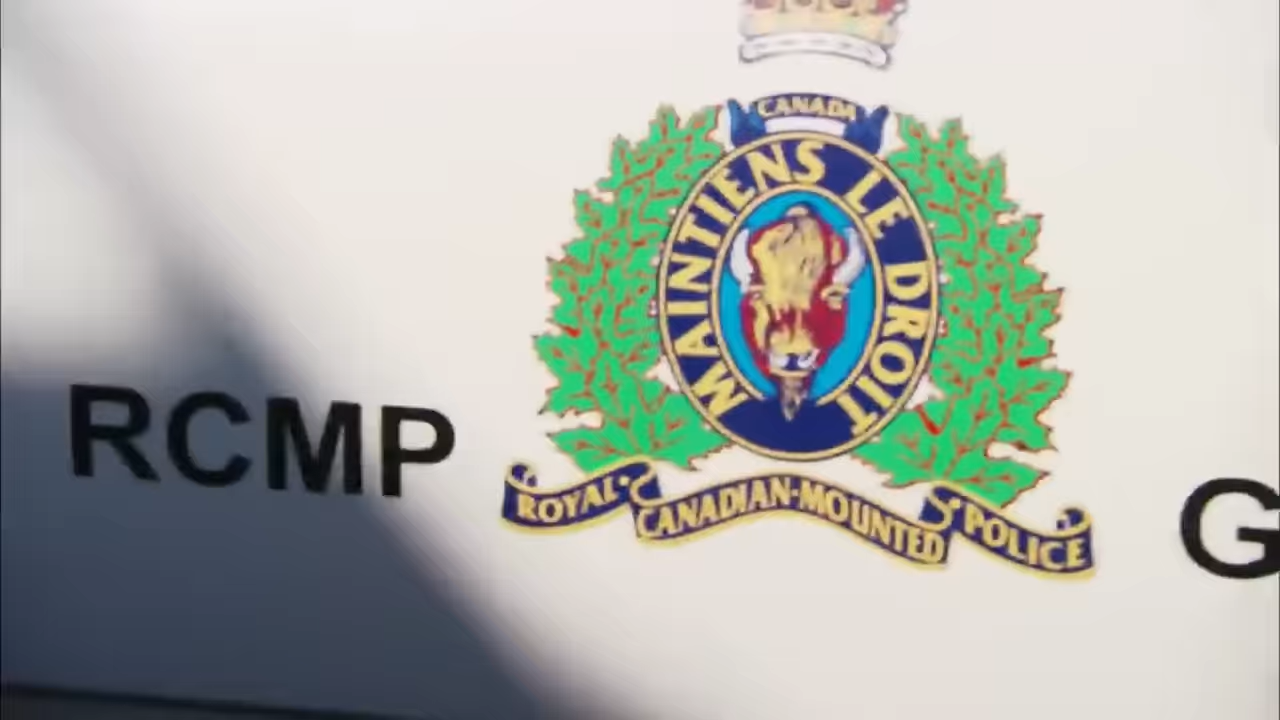 CANADA
MAINTIENS LE DROIT
RCMP
ROYAL· CANADIAN-MOUNTED POLICE
G